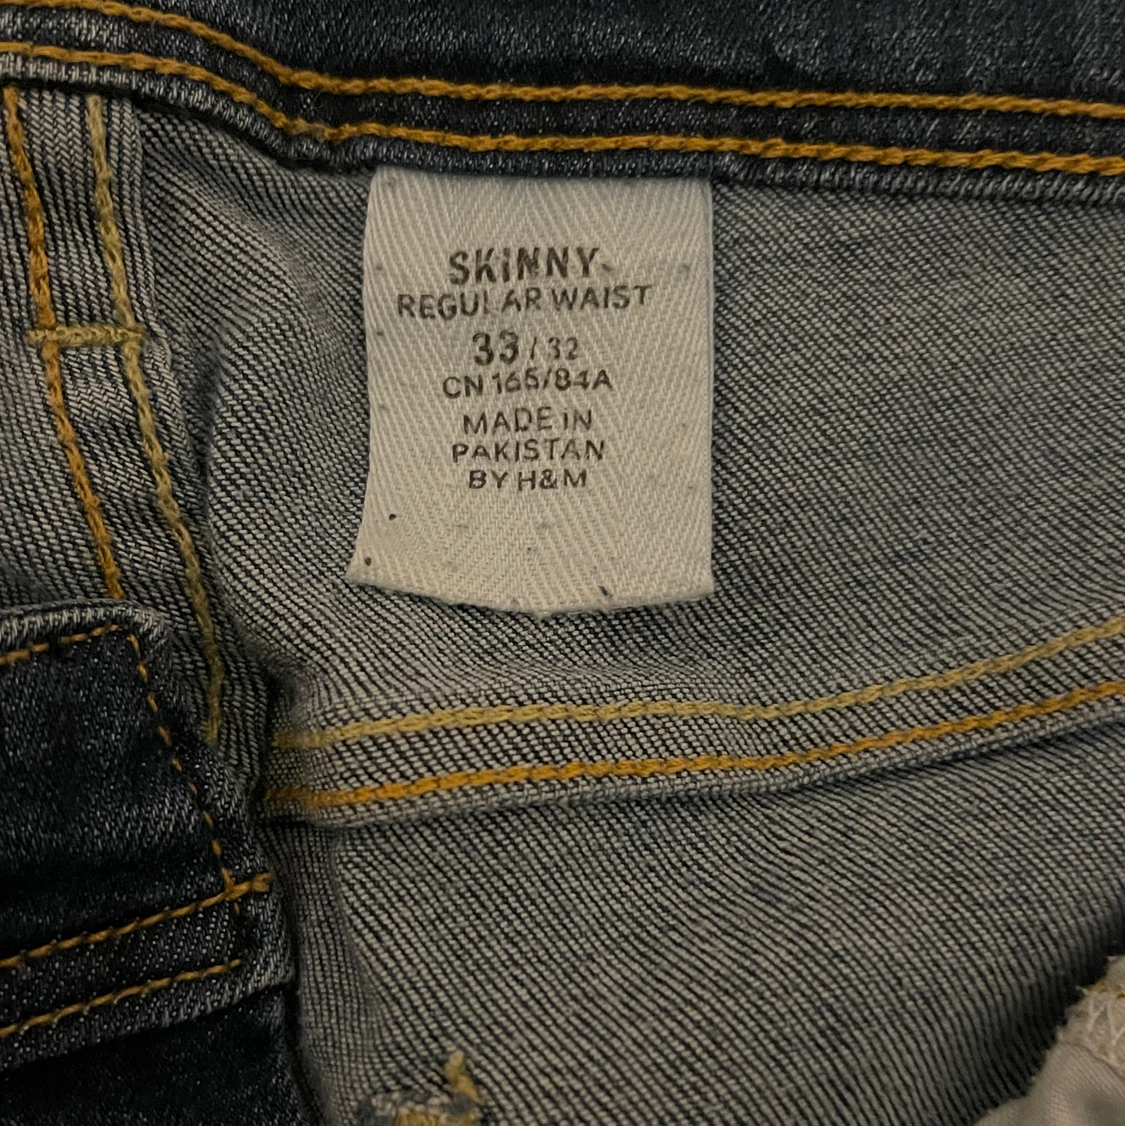 SKINNY
REGULAR WAIST
33/32
CN 165/84A
MADE IN
PAKISTAN
BY H&M